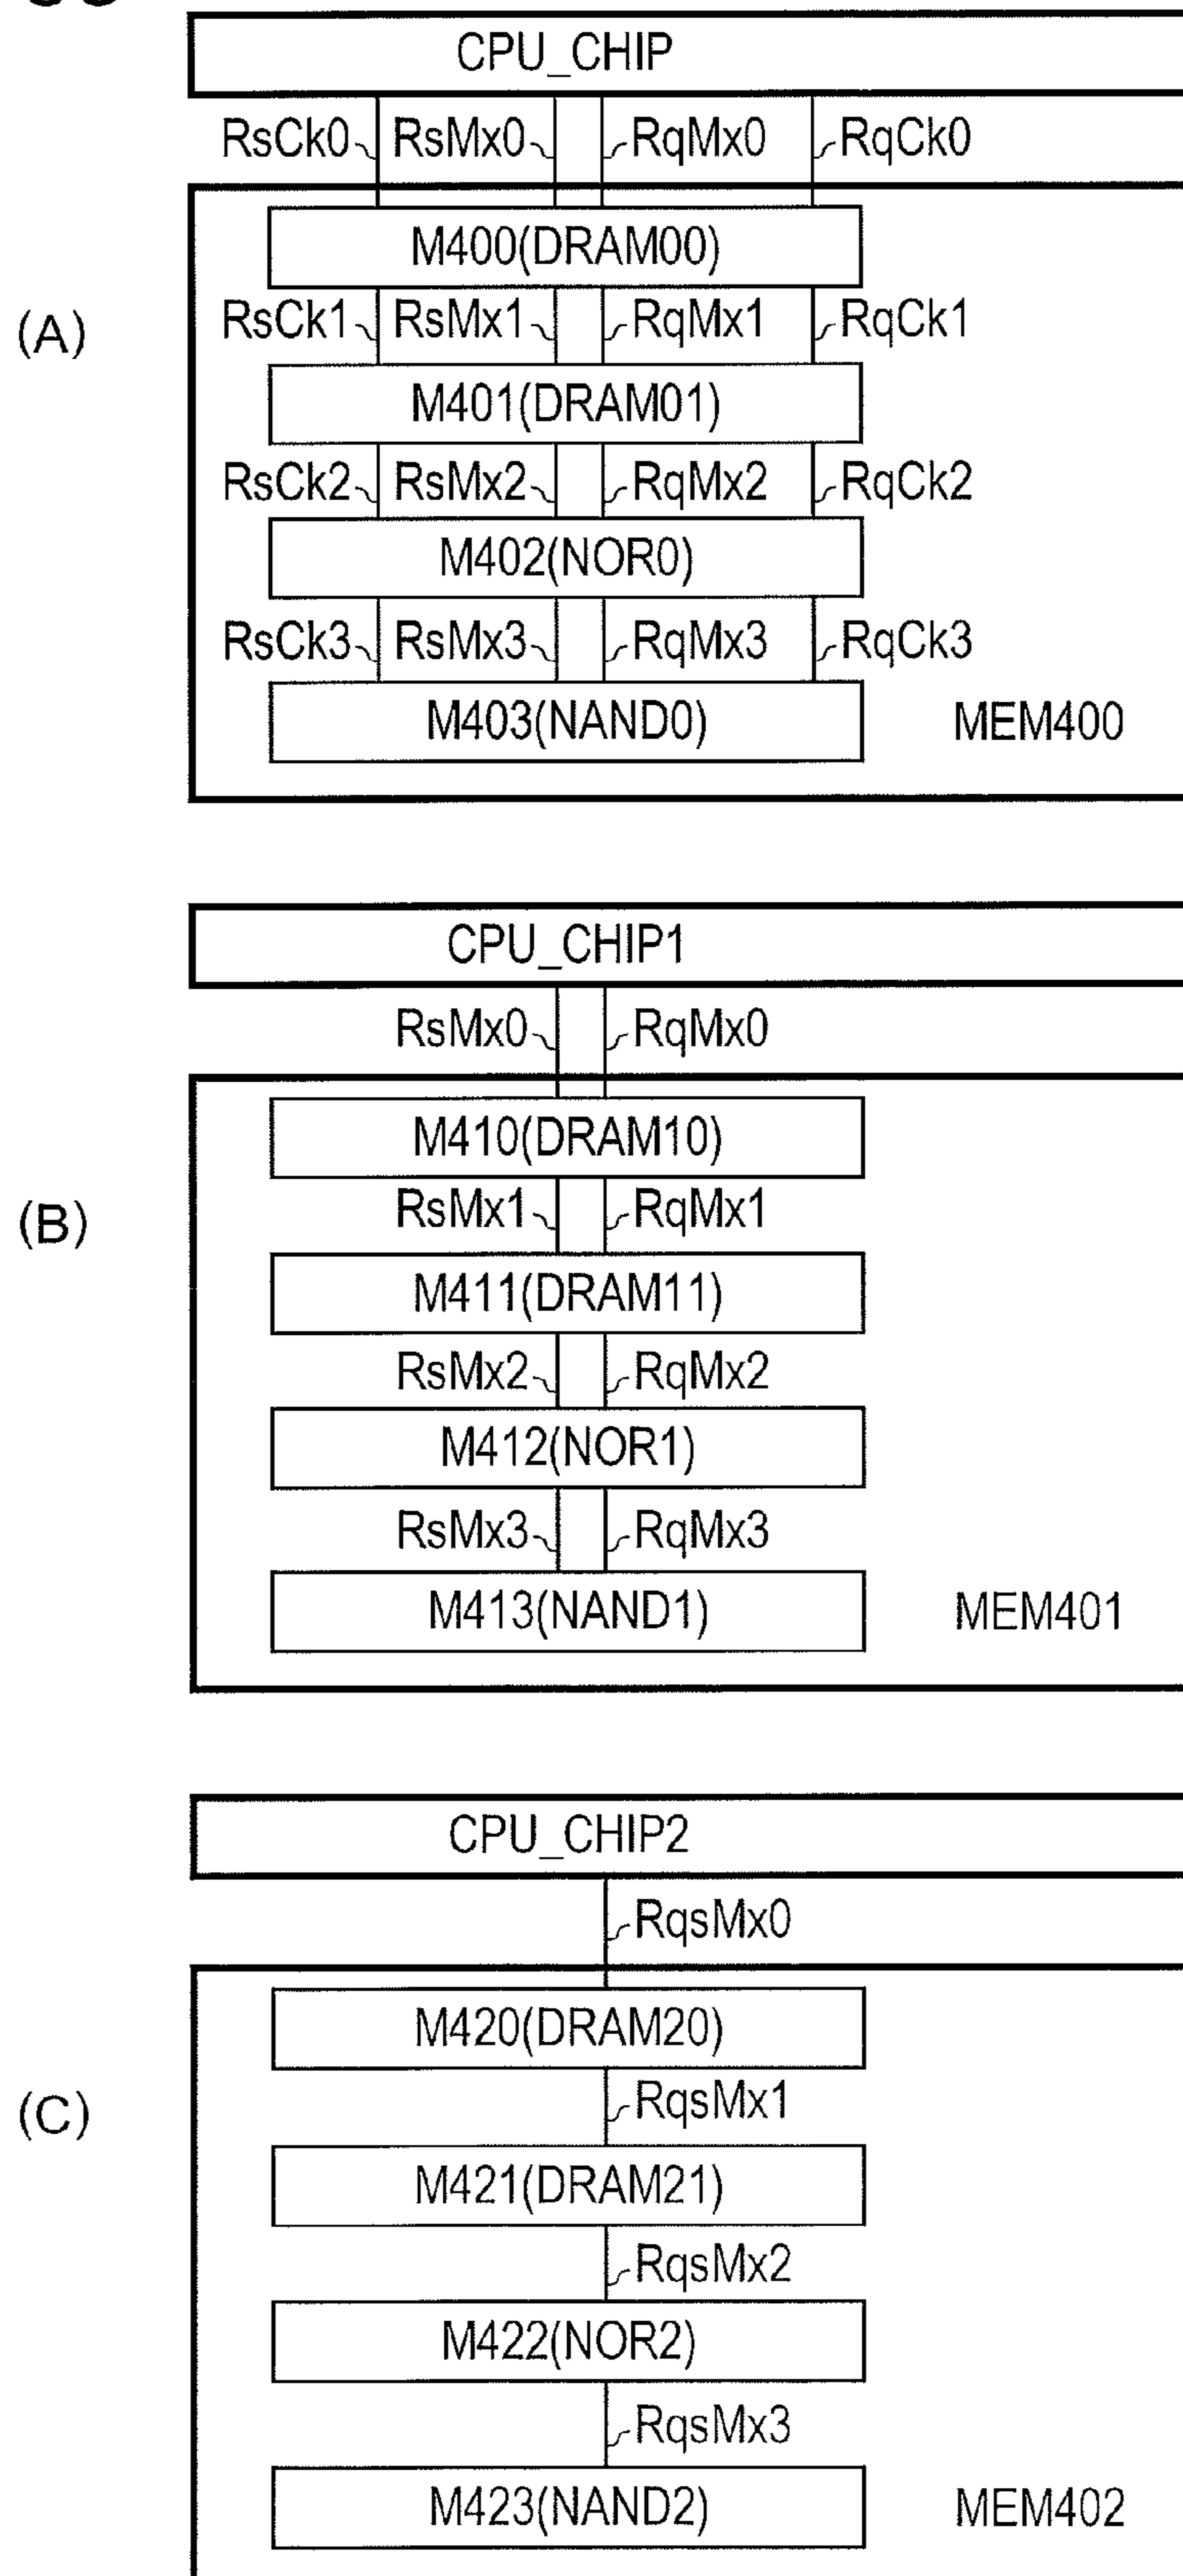 CPU_CHIP
RsCk0 RsMx0 RqMx0 RqCk0
M400(DRAM00)
(A)
RsCk1 RsMx1 RqMx1 RqCk1
M401(DRAM01)
RsCk2 RsMx2 RqMx2 RqCk2
M402(NOR0)
RsCk3 RsMx3 RqMx3 RqCk3
M403(NAND0)
MEM400
CPU_CHIP1
RsMx0 RqMx0
M410(DRAM10)
(B)
RsMx1 RqMx1
M411(DRAM11)
RsMx2 RqMx2
M412(NOR1)
RsMx3 RqMx3
M413(NAND1)
MEM401
CPU_CHIP2
RqsMx0
M420(DRAM20)
(C)
RqsMx1
M421(DRAM21)
RqsMx2
M422(NOR2)
RqsMx3
M423(NAND2)
MEM402